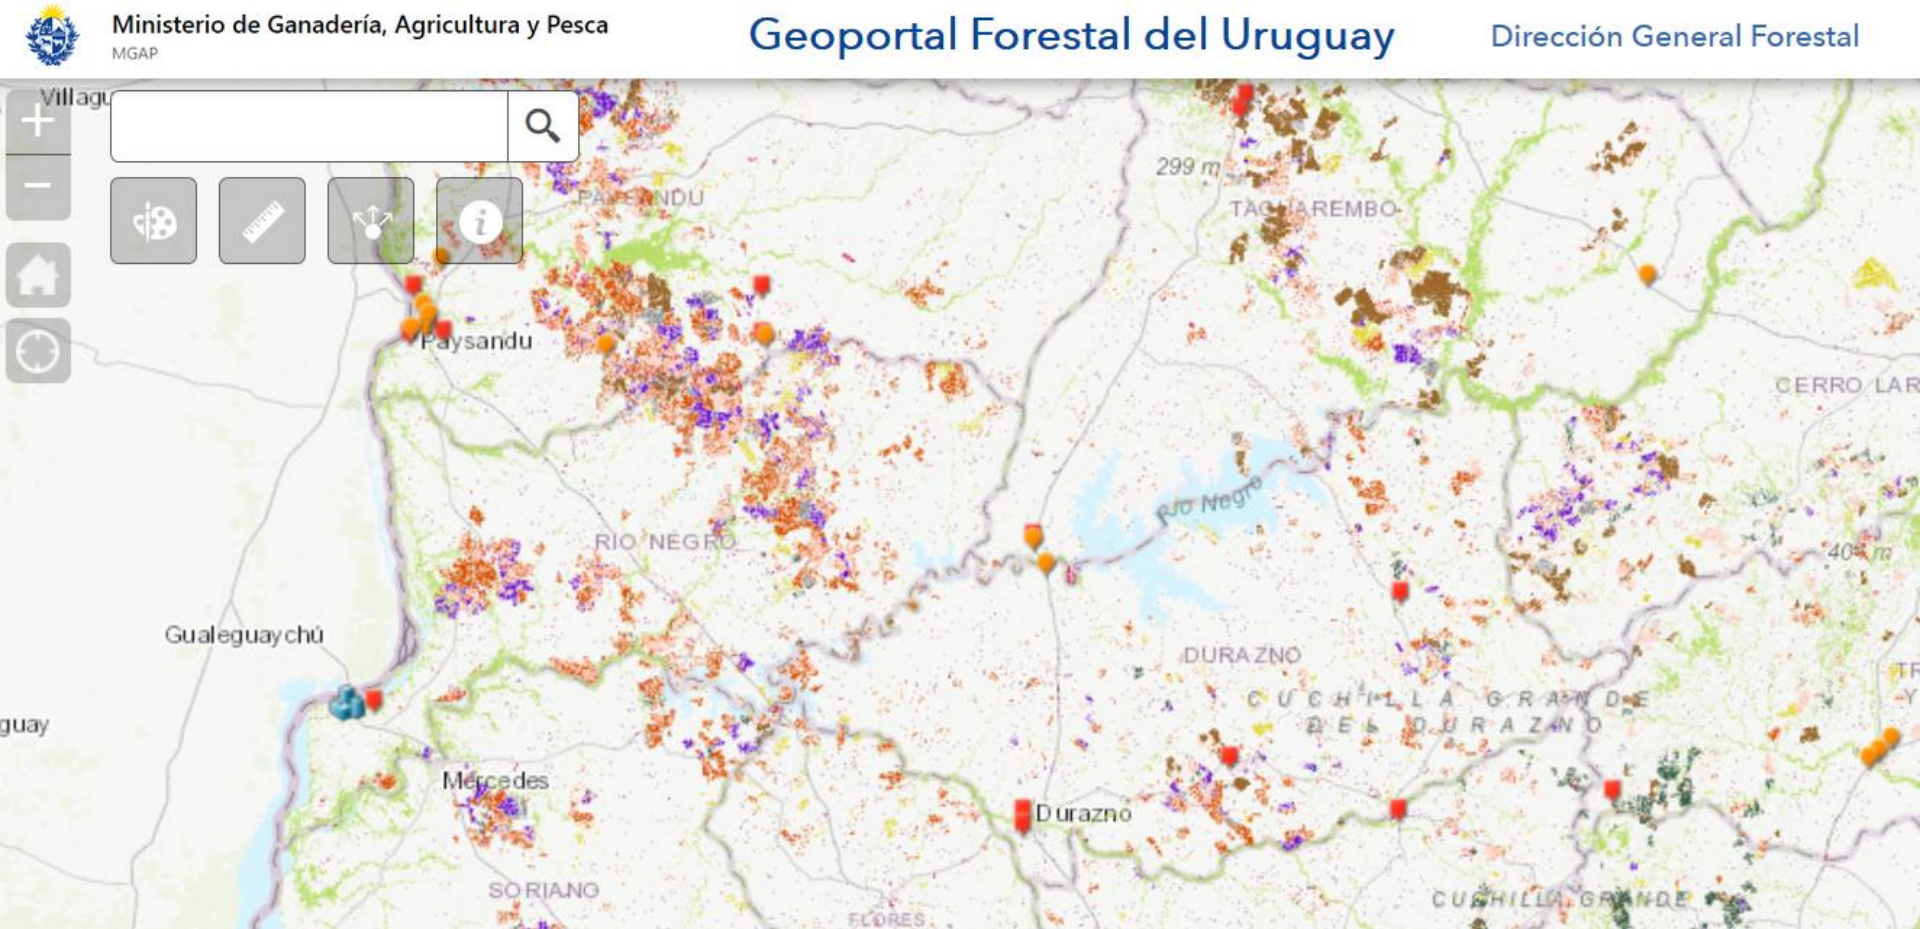 Ministerio de Ganadería, Agricultura y Pesca
MGAP
Geoportal Forestal del Uruguay
Dirección General Forestal
Villagu
+
−
299 m
PAYSANDU
TACUAREMBO
i
Paysandu
CERRO LAR
Rio Negro
RIO NEGRO
Gualeguaychú
DURAZNO
TR
CUCHILLA GRANDE
Y
DEL DURAZNO
guay
Mercedes
Durazno
SORIANO
CUCHILLA GRANDE
FLORES